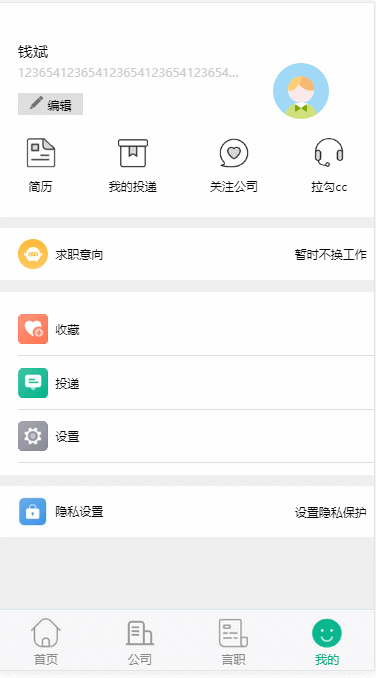 钱斌
123654123654123654123654123654...
编辑
简历 我的投递 关注公司 拉勾cc
求职意向 暂时不换工作
收藏
投递
设置
隐私设置 设置隐私保护
首页 公司 言职 我的